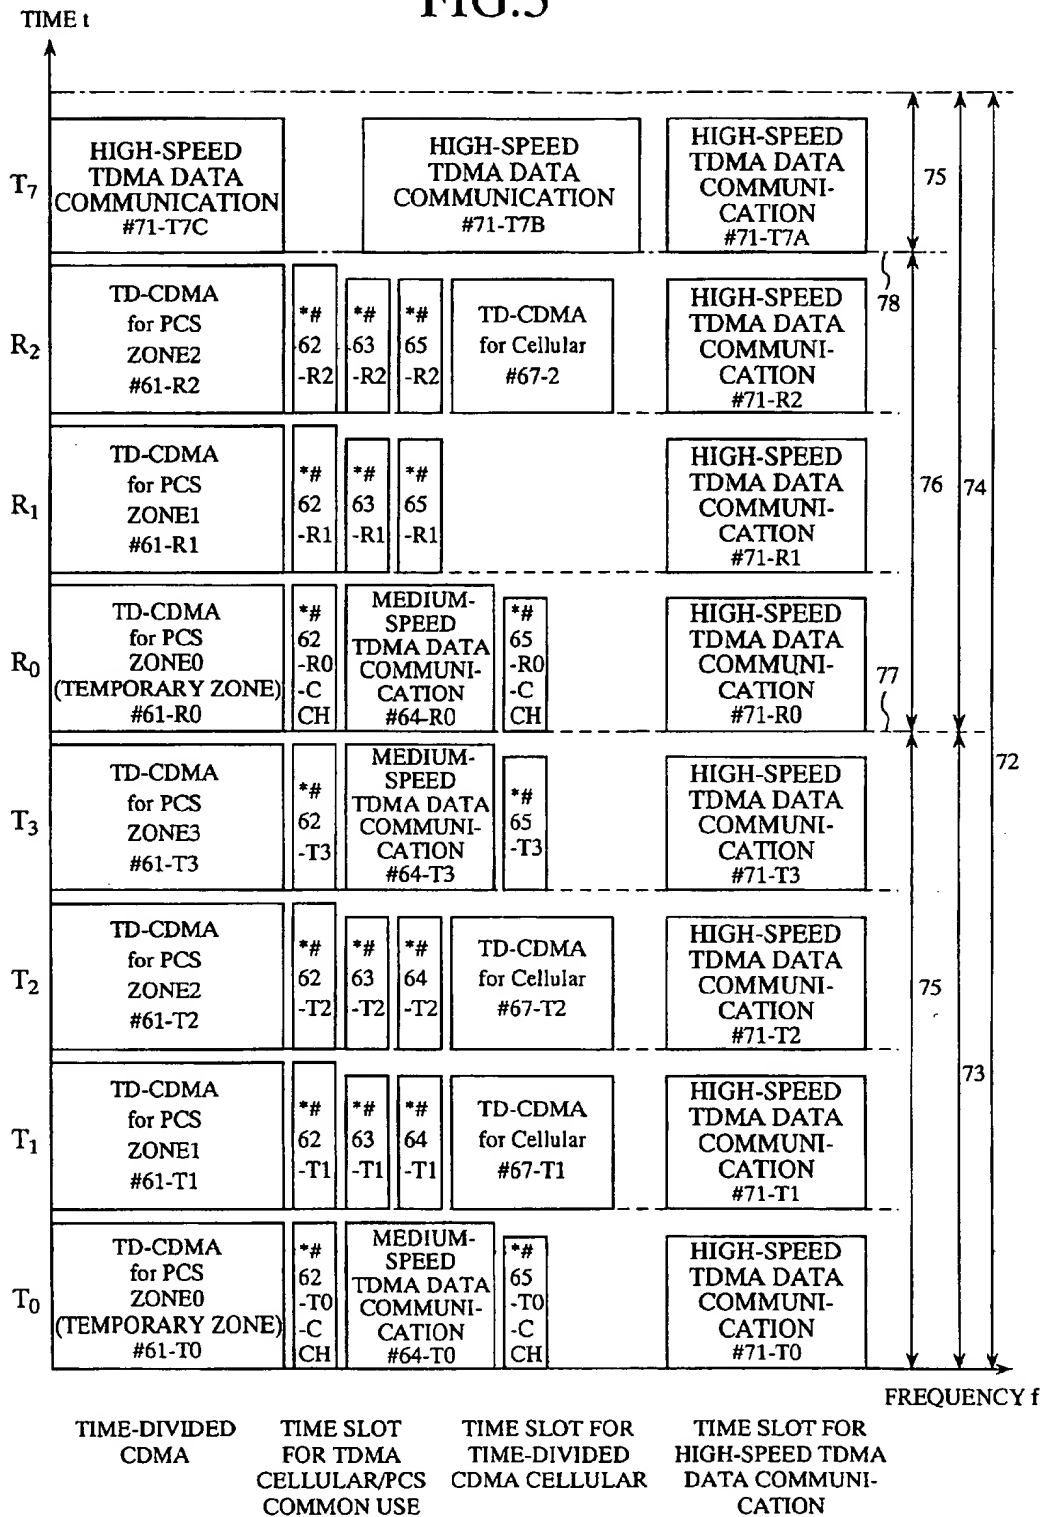 FIG.5
TIME t
T7
HIGH-SPEED
TDMA DATA
COMMUNICATION
#71-T7C
HIGH-SPEED
TDMA DATA
COMMUNICATION
#71-T7B
HIGH-SPEED
TDMA DATA
COMMUNI-
CATION
#71-T7A
75
78
R2
TD-CDMA
for PCS
ZONE2
#61-R2
*#
62
-R2
*#
63
-R2
*#
65
-R2
TD-CDMA
for Cellular
#67-2
HIGH-SPEED
TDMA DATA
COMMUNI-
CATION
#71-R2
R1
TD-CDMA
for PCS
ZONE1
#61-R1
*#
62
-R1
*#
63
-R1
*#
65
-R1
HIGH-SPEED
TDMA DATA
COMMUNI-
CATION
#71-R1
76
74
R0
TD-CDMA
for PCS
ZONE0
(TEMPORARY ZONE)
#61-R0
*#
62
-R0
-C
CH
MEDIUM-
SPEED
TDMA DATA
COMMUNI-
CATION
#64-R0
*#
65
-R0
-C
CH
HIGH-SPEED
TDMA DATA
COMMUNI-
CATION
#71-R0
77
72
T3
TD-CDMA
for PCS
ZONE3
#61-T3
*#
62
-T3
MEDIUM-
SPEED
TDMA DATA
COMMUNI-
CATION
#64-T3
*#
65
-T3
HIGH-SPEED
TDMA DATA
COMMUNI-
CATION
#71-T3
T2
TD-CDMA
for PCS
ZONE2
#61-T2
*#
62
-T2
*#
63
-T2
*#
64
-T2
TD-CDMA
for Cellular
#67-T2
HIGH-SPEED
TDMA DATA
COMMUNI-
CATION
#71-T2
75
73
T1
TD-CDMA
for PCS
ZONE1
#61-T1
*#
62
-T1
*#
63
-T1
*#
64
-T1
TD-CDMA
for Cellular
#67-T1
HIGH-SPEED
TDMA DATA
COMMUNI-
CATION
#71-T1
T0
TD-CDMA
for PCS
ZONE0
(TEMPORARY ZONE)
#61-T0
*#
62
-T0
-C
CH
MEDIUM-
SPEED
TDMA DATA
COMMUNI-
CATION
#64-T0
*#
65
-T0
-C
CH
HIGH-SPEED
TDMA DATA
COMMUNI-
CATION
#71-T0
FREQUENCY f
TIME-DIVIDED
CDMA
TIME SLOT
FOR TDMA
CELLULAR/PCS
COMMON USE
TIME SLOT FOR
TIME-DIVIDED
CDMA CELLULAR
TIME SLOT FOR
HIGH-SPEED TDMA
DATA COMMUNI-
CATION